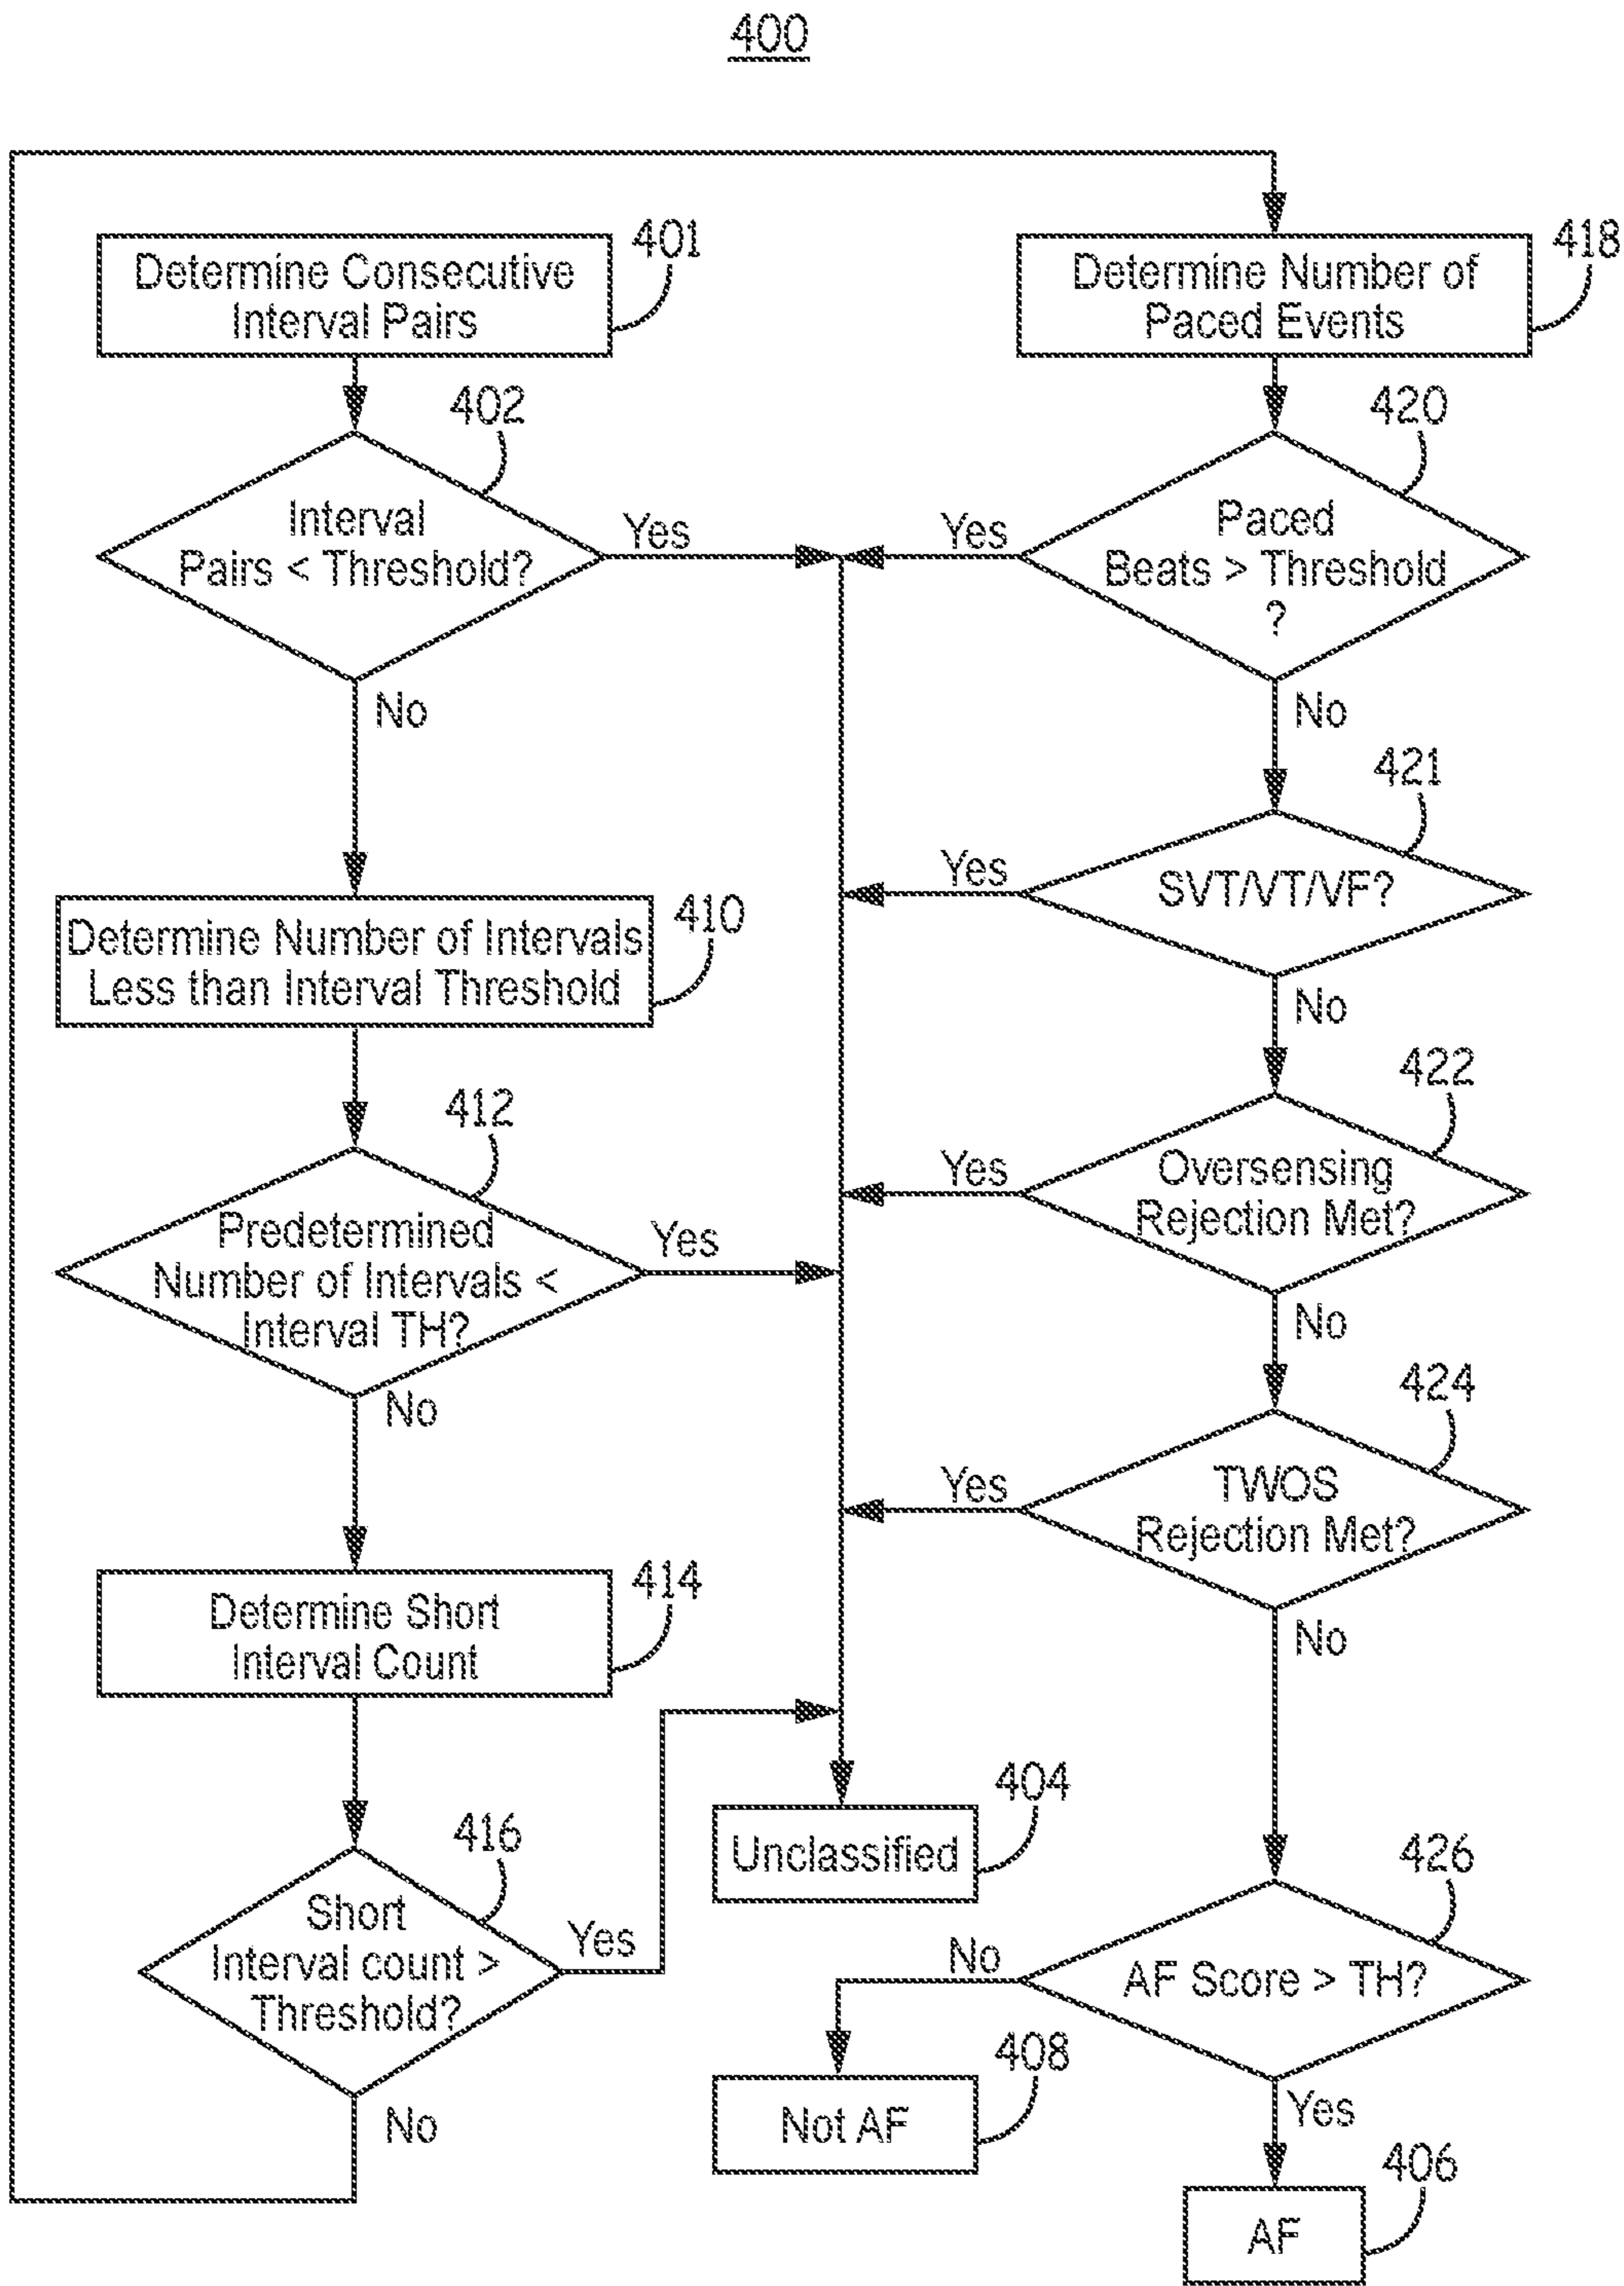 400
401
Determine Consecutive
Interval Pairs
402
Interval
Pairs < Threshold?
Yes
No
410
Determine Number of Intervals
Less than Interval Threshold
412
Predetermined
Number of Intervals <
Interval TH?
Yes
No
414
Determine Short
Interval Count
416
Short
Interval count >
Threshold?
Yes
No
418
Determine Number of
Paced Events
420
Paced
Beats > Threshold
?
Yes
No
421
SVT/VT/VF?
Yes
No
422
Oversensing
Rejection Met?
Yes
No
424
TWOS
Rejection Met?
Yes
No
404
Unclassified
426
AF Score > TH?
No
Yes
408
Not AF
406
AF